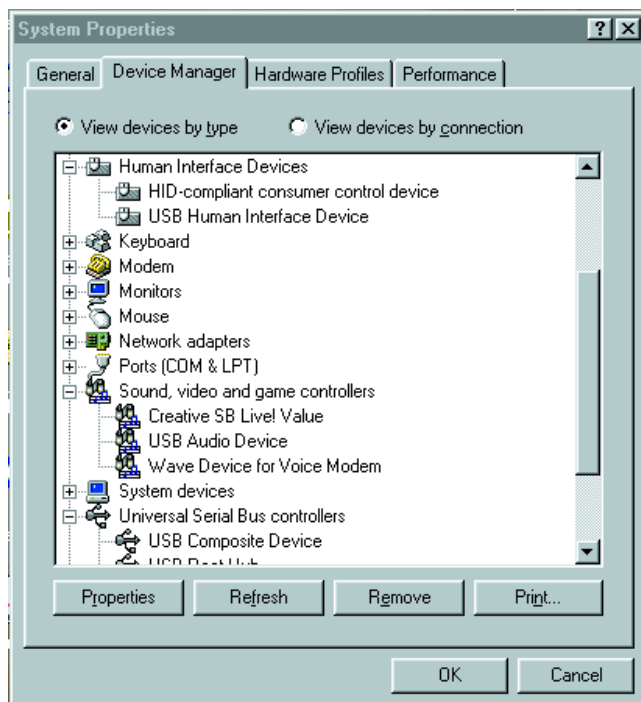 System Properties
General Device Manager Hardware Profiles Performance
View devices by type View devices by connection
Human Interface Devices
HID-compliant consumer control device
USB Human Interface Device
Keyboard
Modem
Monitors
Mouse
Network adapters
Ports (COM & LPT)
Sound, video and game controllers
Creative SB Live! Value
USB Audio Device
Wave Device for Voice Modem
System devices
Universal Serial Bus controllers
USB Composite Device
USB Root Hub
Properties Refresh Remove Print...
OK Cancel